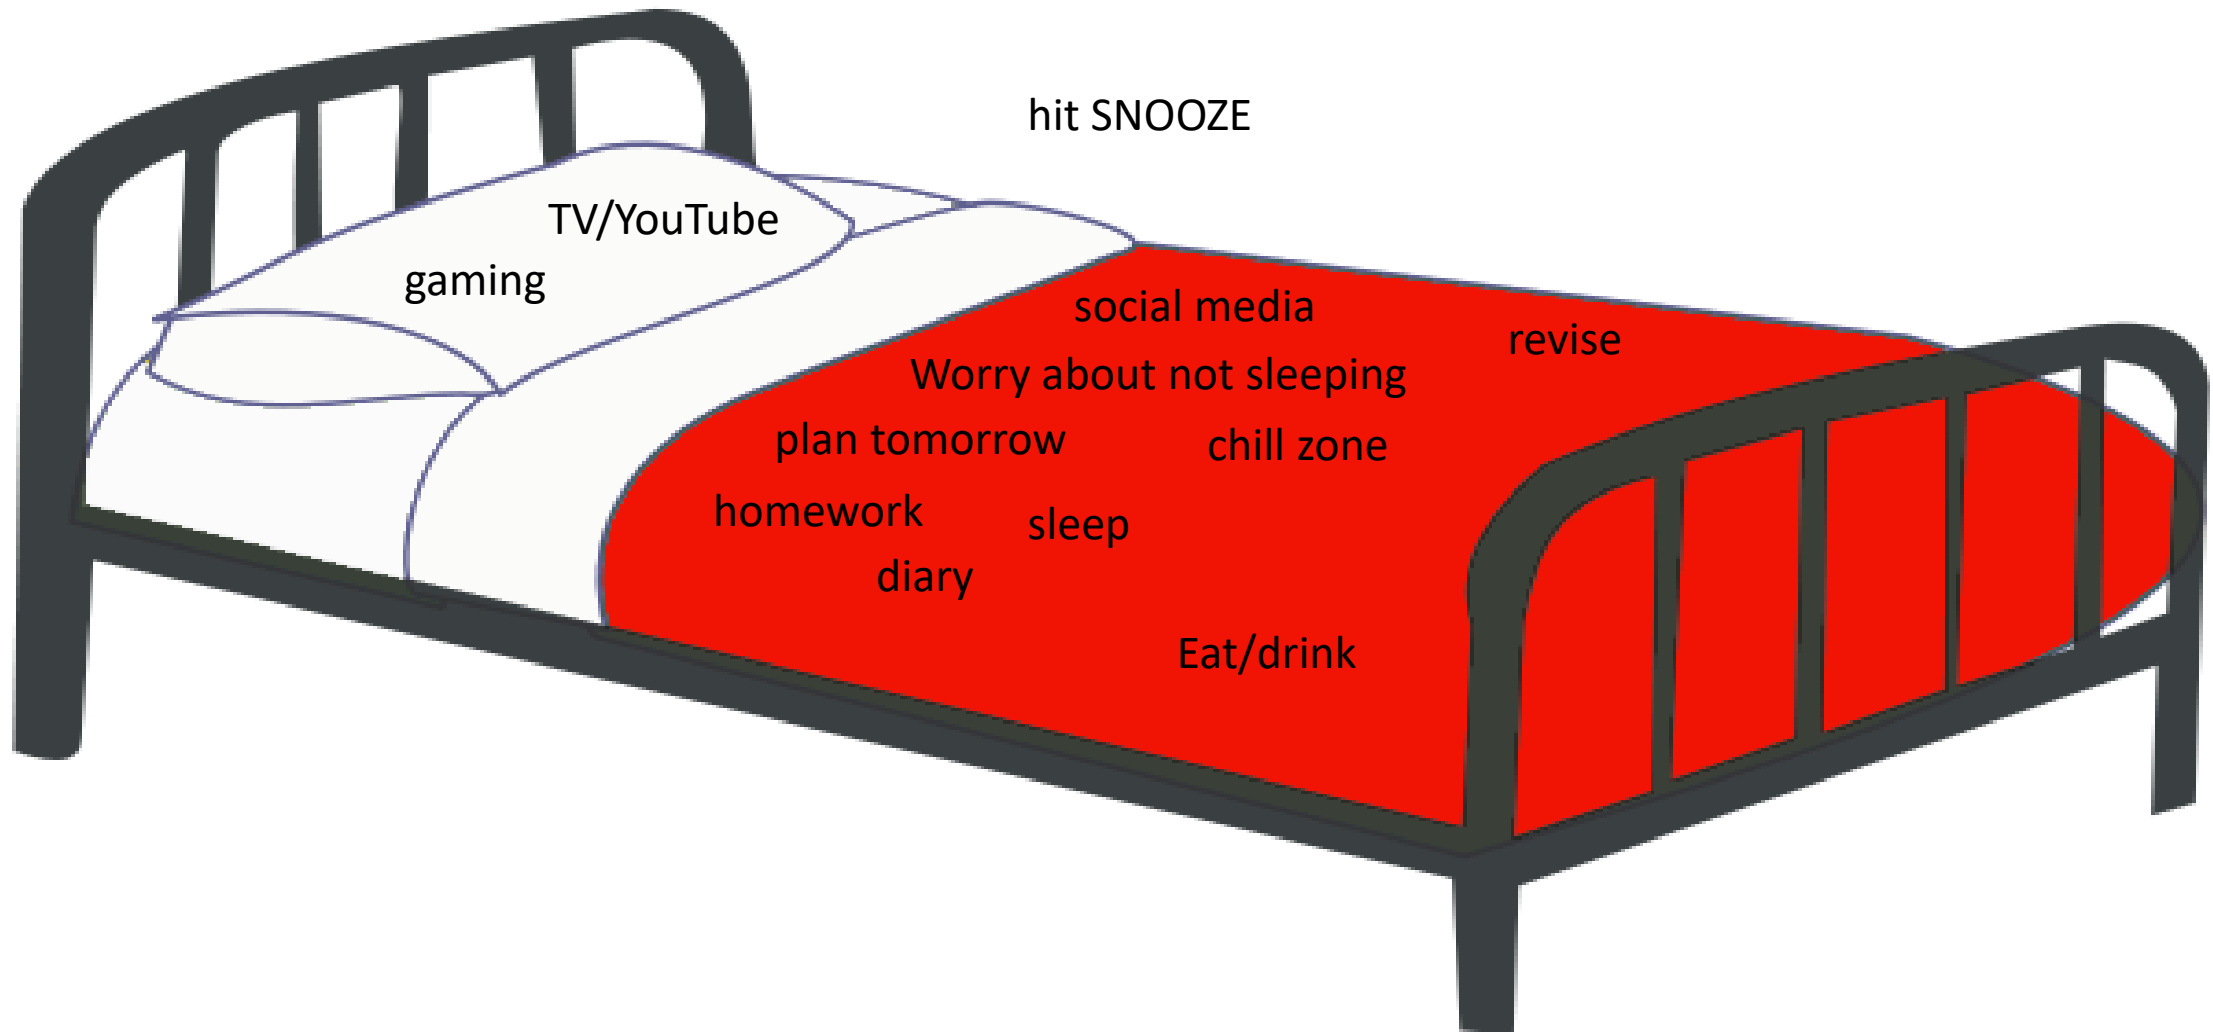 hit SNOOZE
TV/YouTube
gaming
social media
revise
Worry about not sleeping
plan tomorrow
chill zone
homework
sleep
diary
Eat/drink